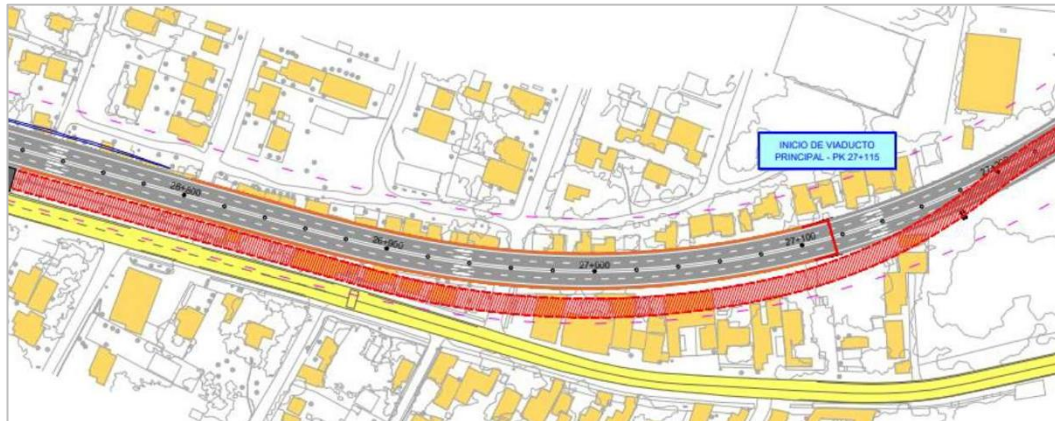 INICIO DE VIADUCTO
PRINCIPAL - PK 27+115
26+800
26+900
27+000
27+100